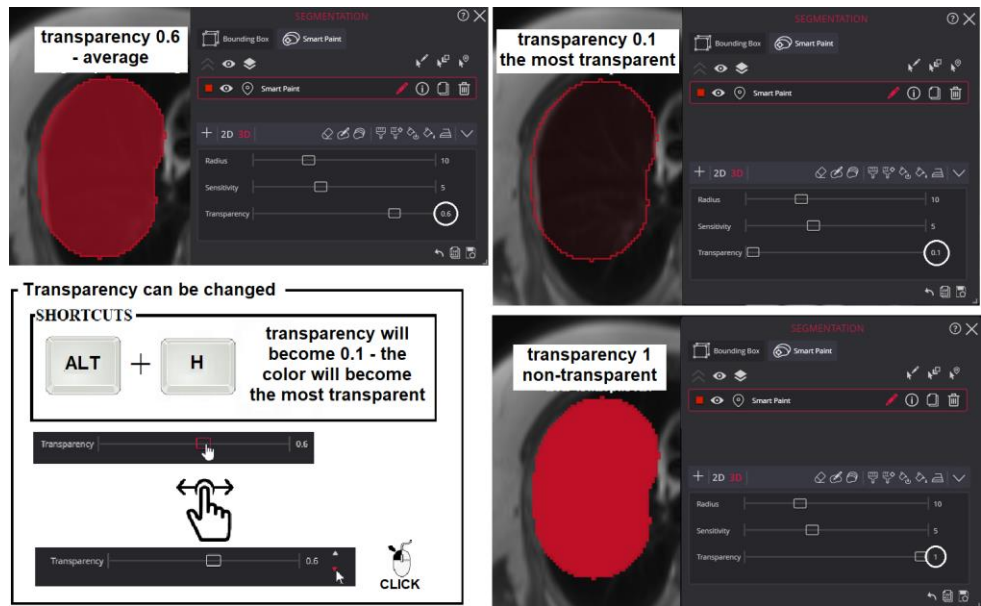 transparency 0.6
- average
SEGMENTATION
Bounding Box
Smart Paint
Smart Paint
2D 3D
Radius 10
Sensitivity 5
Transparency 0.6
transparency 0.1
the most transparent
SEGMENTATION
Bounding Box
Smart Paint
Smart Paint
2D 3D
Radius 10
Sensitivity 5
Transparency 0.1
Transparency can be changed
SHORTCUTS
ALT + H
transparency will
become 0.1 - the
color will become
the most transparent
Transparency 0.6
Transparency 0.6
CLICK
transparency 1
non-transparent
SEGMENTATION
Bounding Box
Smart Paint
Smart Paint
2D 3D
Radius 10
Sensitivity 5
Transparency 1